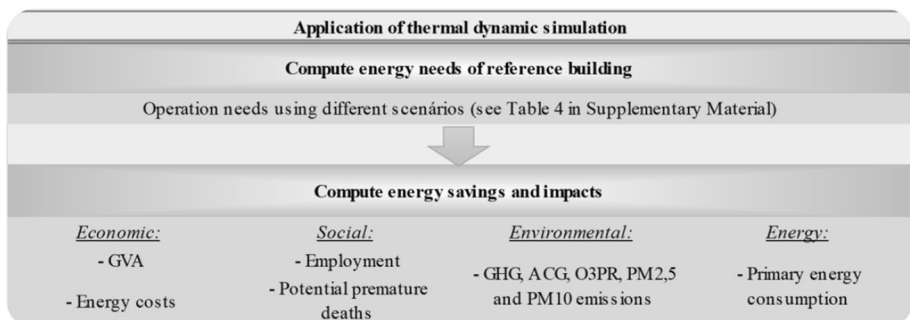 Application of thermal dynamic simulation
Compute energy needs of reference building
Operation needs using different scenários (see Table 4 in Supplementary Material)
Compute energy savings and impacts
Economic:
- GVA
- Energy costs
Social:
- Employment
- Potential premature
deaths
Environmental:
- GHG, ACG, O3PR, PM2,5
and PM10 emissions
Energy:
- Primary energy
consumption